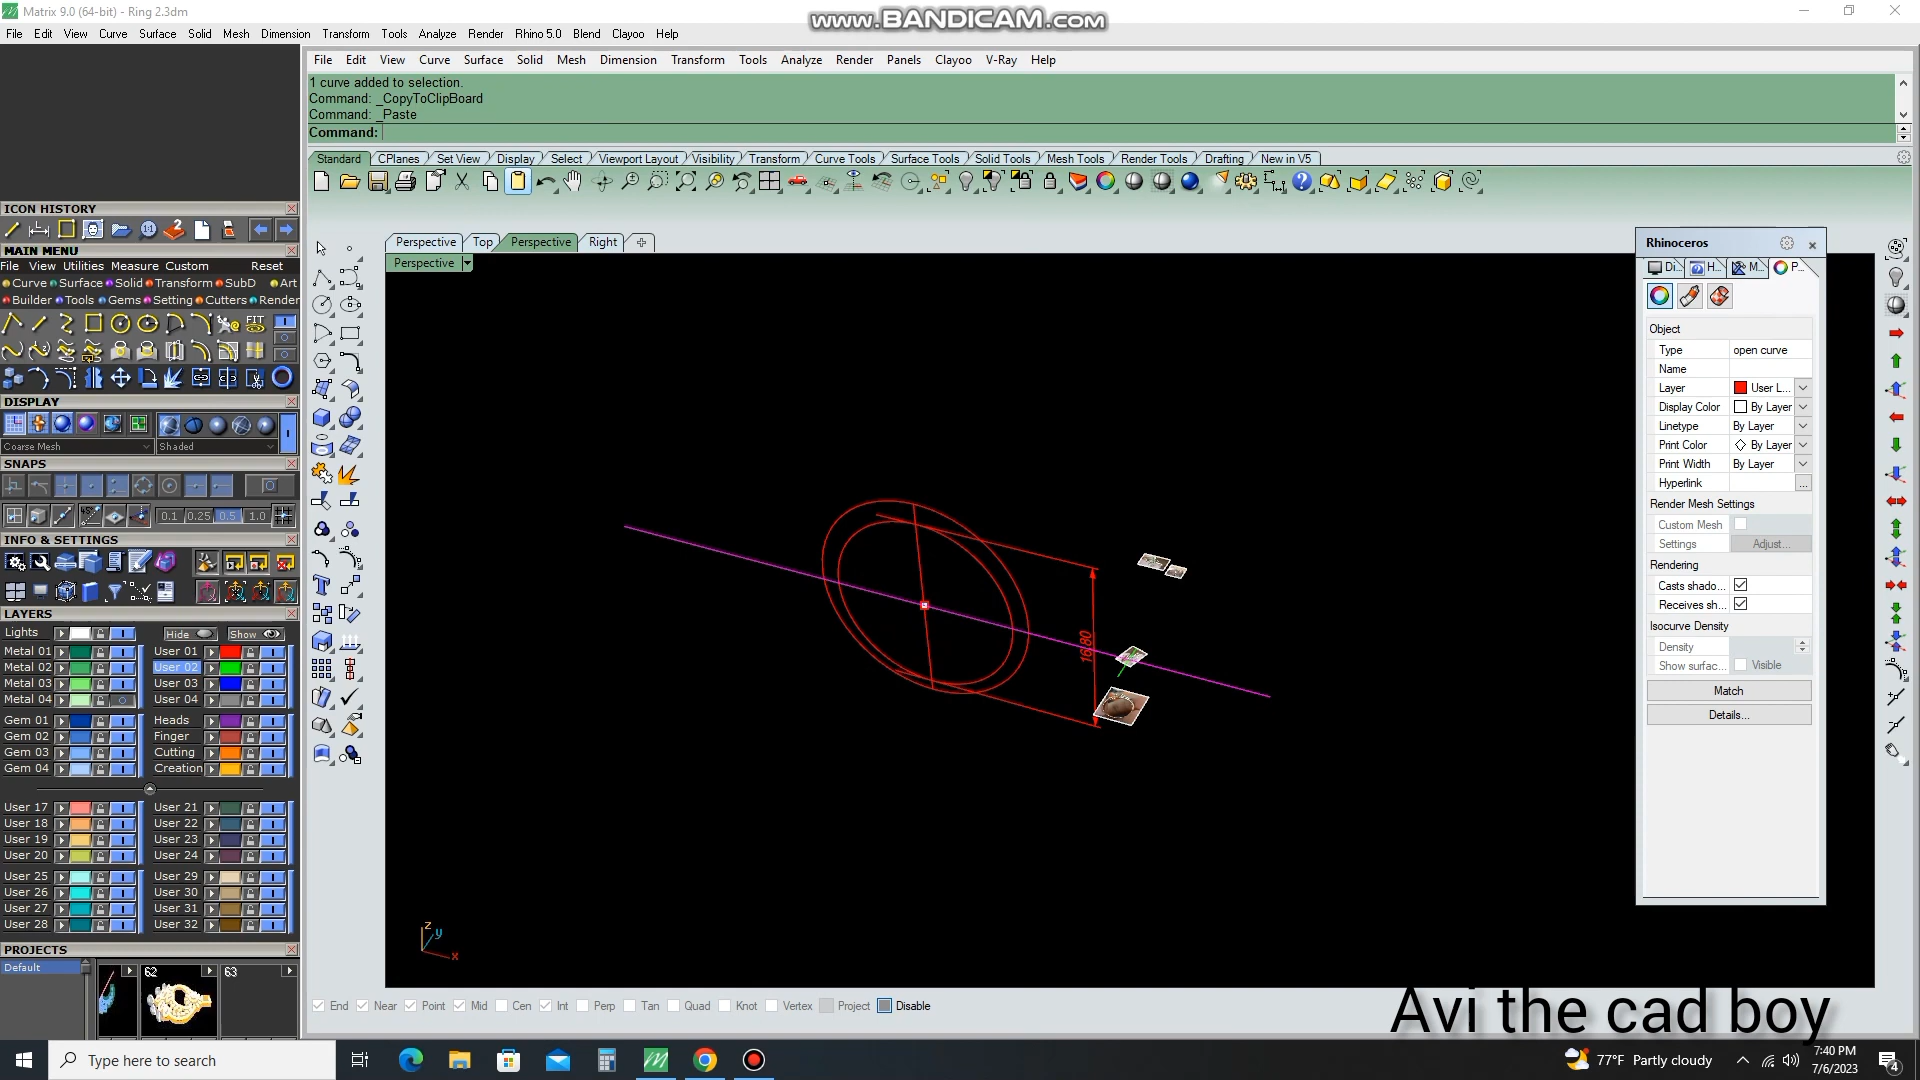 Matrix 9.0 (64-bit) - Ring 2.3dm
www.BANDICAM.com
File Edit View Curve Surface Solid Mesh Dimension Transform Tools Analyze Render Rhino 5.0 Blend Clayoo Help
File Edit View Curve Surface Solid Mesh Dimension Transform Tools Analyze Render Panels Clayoo V-Ray Help
1 curve added to selection.
Command: _CopyToClipBoard
Command: _Paste
Command:
Standard CPlanes Set View Display Select Viewport Layout Visibility Transform Curve Tools Surface Tools Solid Tools Mesh Tools Render Tools Drafting New in V5
ICON HISTORY
MAIN MENU
File View Utilities Measure Custom Reset
Curve Surface Solid Transform SubD Art
Builder Tools Gems Setting Cutters Render
FIT
DISPLAY
Coarse Mesh Shaded
SNAPS
0.1 0.25 0.5 1.0
INFO & SETTINGS
LAYERS
Lights Hide Show
Metal 01 User 01
Metal 02 User 02
Metal 03 User 03
Metal 04 User 04
Gem 01 Heads
Gem 02 Finger
Gem 03 Cutting
Gem 04 Creation
User 17 User 21
User 18 User 22
User 19 User 23
User 20 User 24
User 25 User 29
User 26 User 30
User 27 User 31
User 28 User 32
PROJECTS
Default
62 63
Perspective Top Perspective Right
Perspective
16.80
z
y
x
Rhinoceros
Di... H... M... P...
Object
Type open curve
Name
Layer User L...
Display Color By Layer
Linetype By Layer
Print Color By Layer
Print Width By Layer
Hyperlink ...
Render Mesh Settings
Custom Mesh
Settings Adjust...
Rendering
Casts shado...
Receives sh...
Isocurve Density
Density
Show surfac... Visible
Match
Details...
End Near Point Mid Cen Int Perp Tan Quad Knot Vertex Project Disable
Avi the cad boy
Type here to search
77°F Partly cloudy
7:40 PM
7/6/2023
4